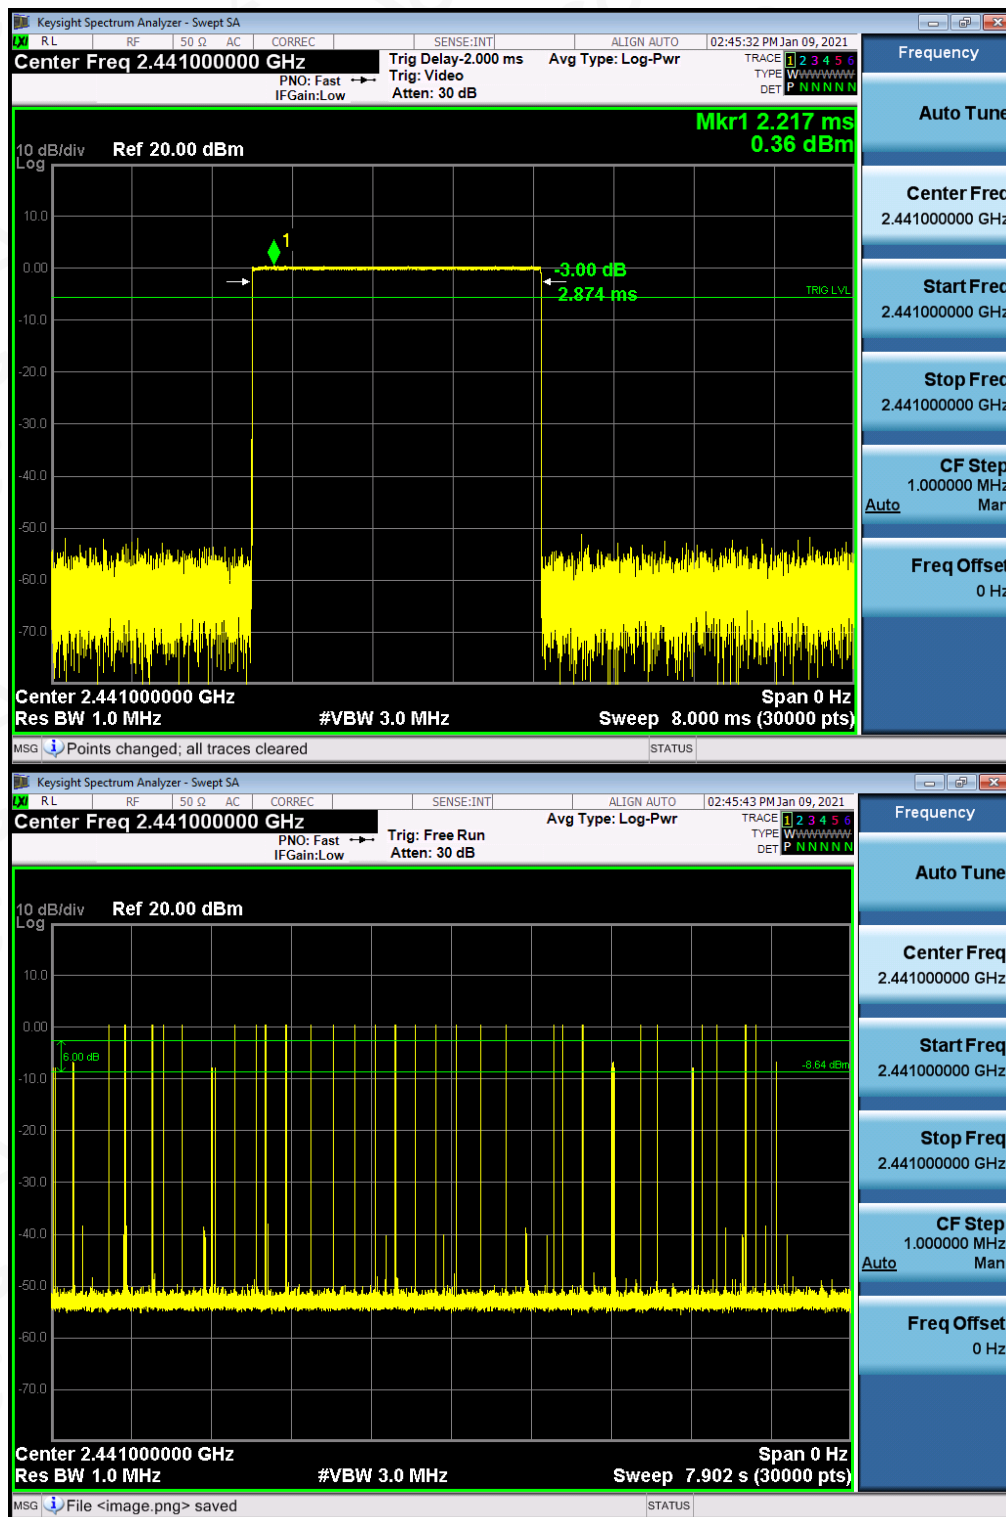 Keysight Spectrum Analyzer - Swept SA
LXI RL RF 50 Ω AC CORREC SENSE:INT ALIGN AUTO 02:45:32 PM Jan 09, 2021
Center Freq 2.441000000 GHz
Trig Delay-2.000 ms Avg Type: Log-Pwr TRACE 1 2 3 4 5 6
PNO: Fast Trig: Video TYPE WWWWWW
IFGain:Low Atten: 30 dB DET P N N N N N
Mkr1 2.217 ms
10 dB/div Ref 20.00 dBm 0.36 dBm
Log
10.0
1
0.00
-3.00 dB
2.874 ms
TRIG LVL
-10.0
-20.0
-30.0
-40.0
-50.0
-60.0
-70.0
Center 2.441000000 GHz Span 0 Hz
Res BW 1.0 MHz #VBW 3.0 MHz Sweep 8.000 ms (30000 pts)
MSG Points changed; all traces cleared STATUS
Frequency
Auto Tune
Center Freq
2.441000000 GHz
Start Freq
2.441000000 GHz
Stop Freq
2.441000000 GHz
CF Step
1.000000 MHz
Auto Man
Freq Offset
0 Hz
Keysight Spectrum Analyzer - Swept SA
LXI RL RF 50 Ω AC CORREC SENSE:INT ALIGN AUTO 02:45:43 PM Jan 09, 2021
Center Freq 2.441000000 GHz
Avg Type: Log-Pwr TRACE 1 2 3 4 5 6
PNO: Fast Trig: Free Run TYPE WWWWWW
IFGain:Low Atten: 30 dB DET P N N N N N
10 dB/div Ref 20.00 dBm
Log
10.0
0.00
6.00 dB
-8.64 dBm
-10.0
-20.0
-30.0
-40.0
-50.0
-60.0
-70.0
Center 2.441000000 GHz Span 0 Hz
Res BW 1.0 MHz #VBW 3.0 MHz Sweep 7.902 s (30000 pts)
MSG File <image.png> saved STATUS
Frequency
Auto Tune
Center Freq
2.441000000 GHz
Start Freq
2.441000000 GHz
Stop Freq
2.441000000 GHz
CF Step
1.000000 MHz
Auto Man
Freq Offset
0 Hz